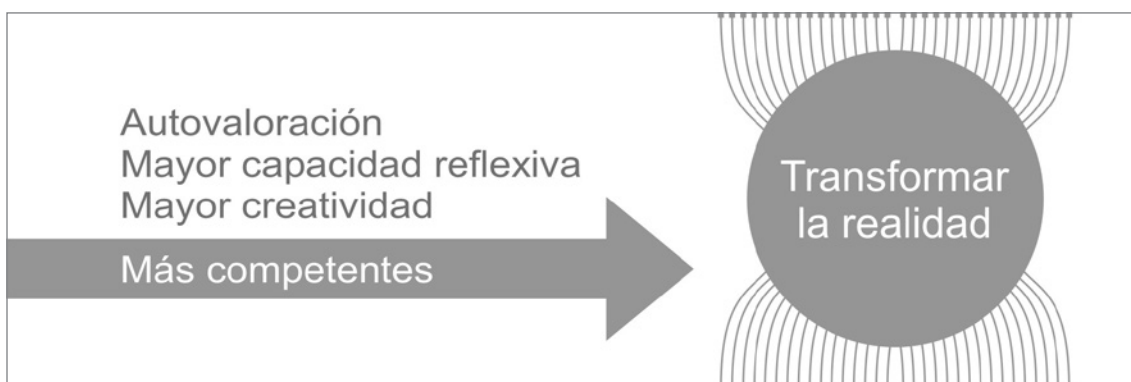 Autovaloración
Mayor capacidad reflexiva
Mayor creatividad
Más competentes
Transformar
la realidad